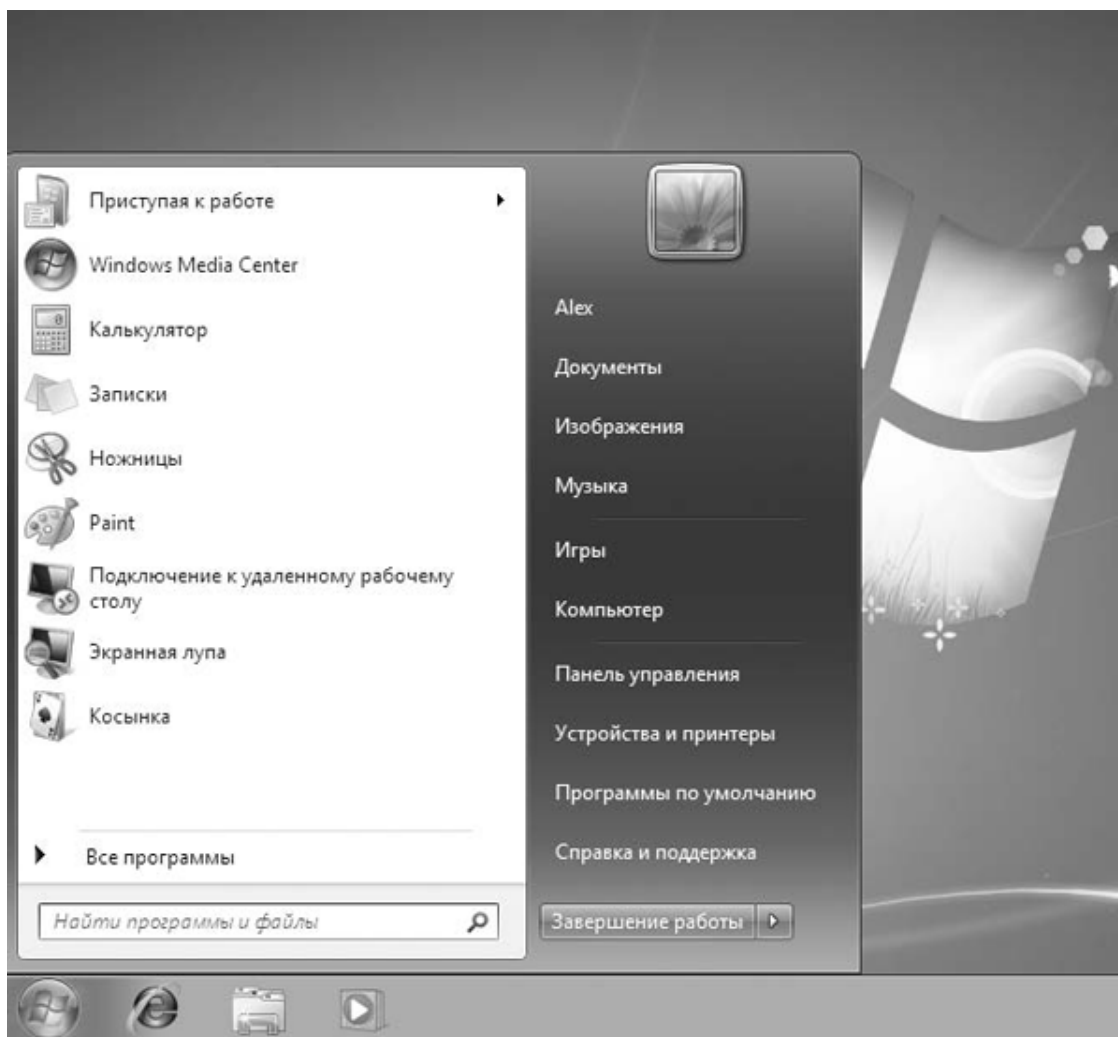 Приступая к работе
Windows Media Center
Калькулятор
Записки
Ножницы
Paint
Подключение к удаленному рабочему
столу
Экранная лупа
Косынка
Все программы
Найти программы и файлы
Alex
Документы
Изображения
Музыка
Игры
Компьютер
Панель управления
Устройства и принтеры
Программы по умолчанию
Справка и поддержка
Завершение работы